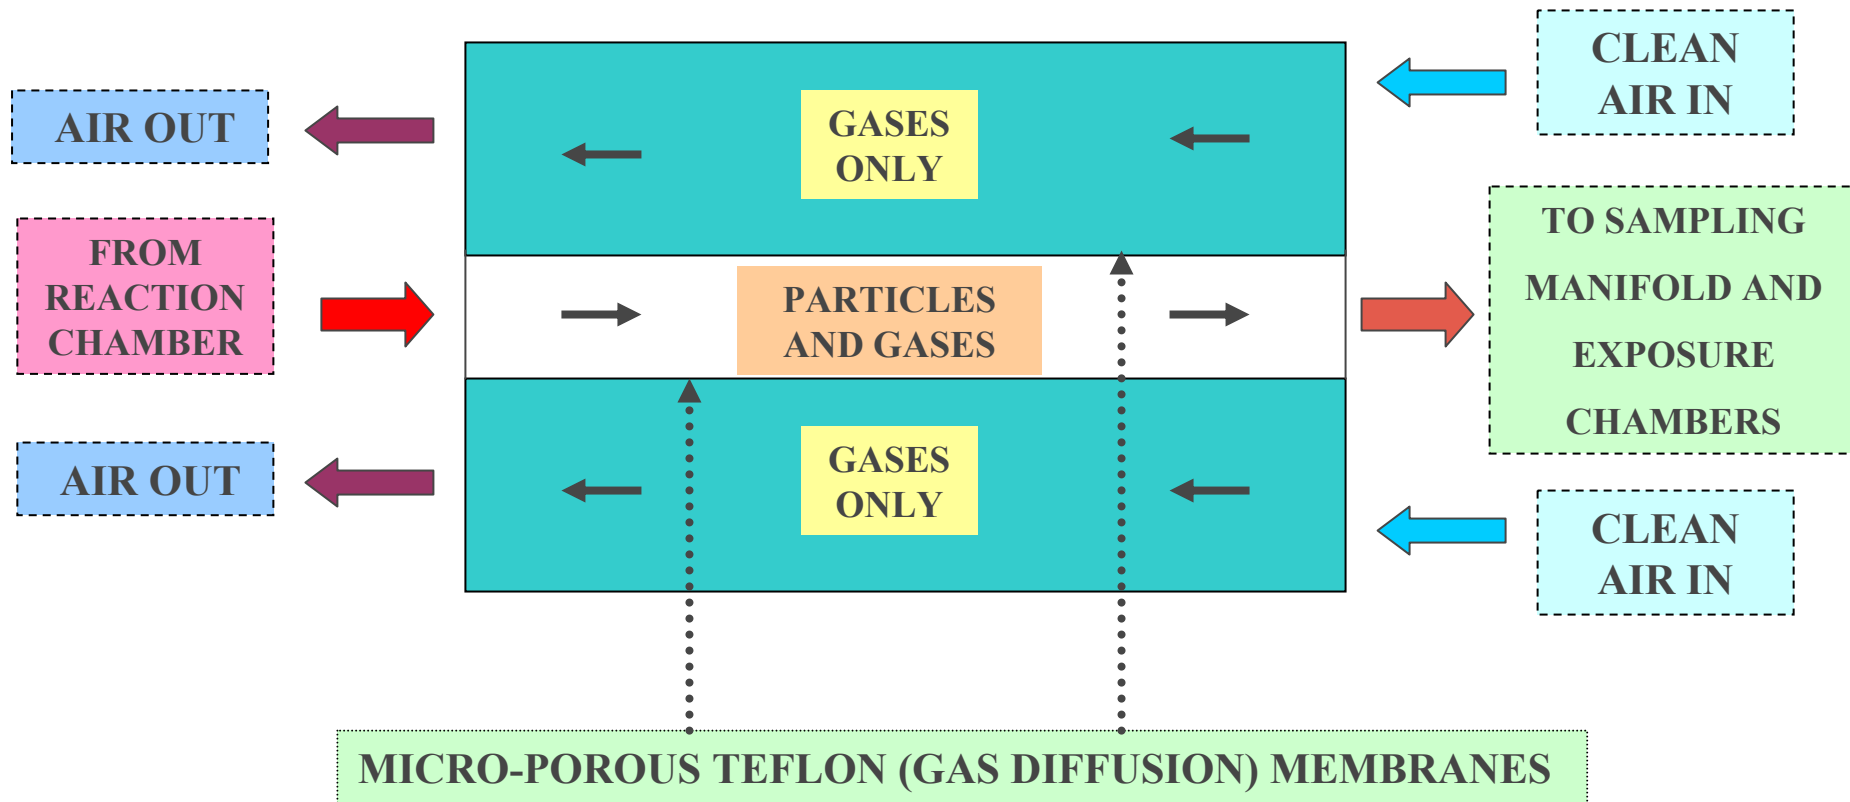 AIR OUT
GASES
ONLY
CLEAN
AIR IN
FROM
REACTION
CHAMBER
PARTICLES
AND GASES
TO SAMPLING
MANIFOLD AND
EXPOSURE
CHAMBERS
AIR OUT
GASES
ONLY
CLEAN
AIR IN
MICRO-POROUS TEFLON (GAS DIFFUSION) MEMBRANES